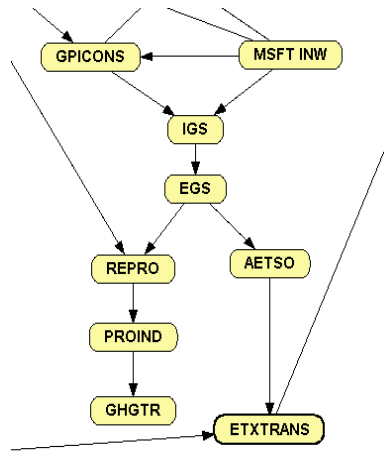 GPICONS
MSFT INW
IGS
EGS
REPRO
AETSO
PROIND
GHGTR
ETXTRANS